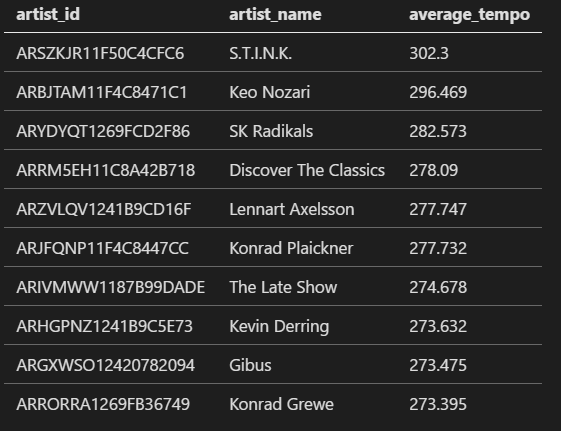 artist_id artist_name average_tempo
ARSZKJR11F50C4CFC6 S.T.I.N.K. 302.3
ARBJTAM11F4C8471C1 Keo Nozari 296.469
ARYDYQT1269FCD2F86 SK Radikals 282.573
ARRM5EH11C8A42B718 Discover The Classics 278.09
ARZVLQV1241B9CD16F Lennart Axelsson 277.747
ARJFQNP11F4C8447CC Konrad Plaickner 277.732
ARIVMWW1187B99DADE The Late Show 274.678
ARHGPNZ1241B9C5E73 Kevin Derring 273.632
ARGXWSO12420782094 Gibus 273.475
ARRORRA1269FB36749 Konrad Grewe 273.395